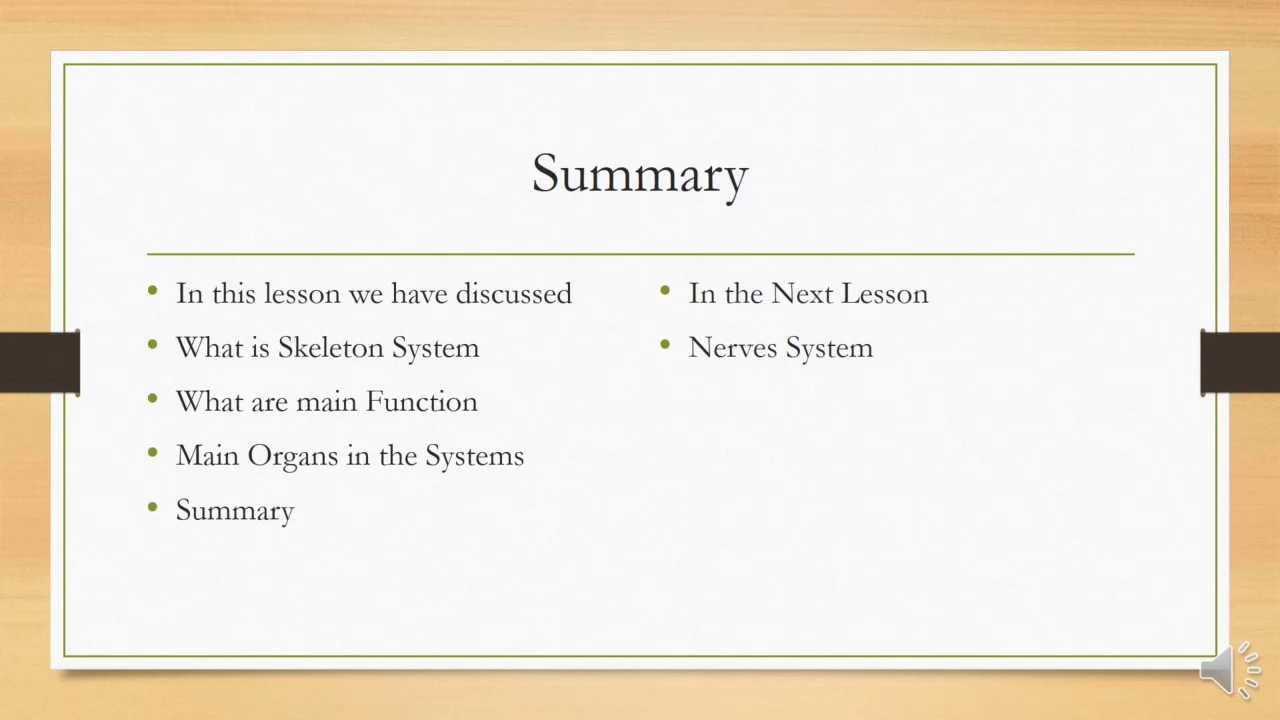 Summary
In this lesson we have discussed
What is Skeleton System
What are main Function
Main Organs in the Systems
Summary
In the Next Lesson
Nerves System